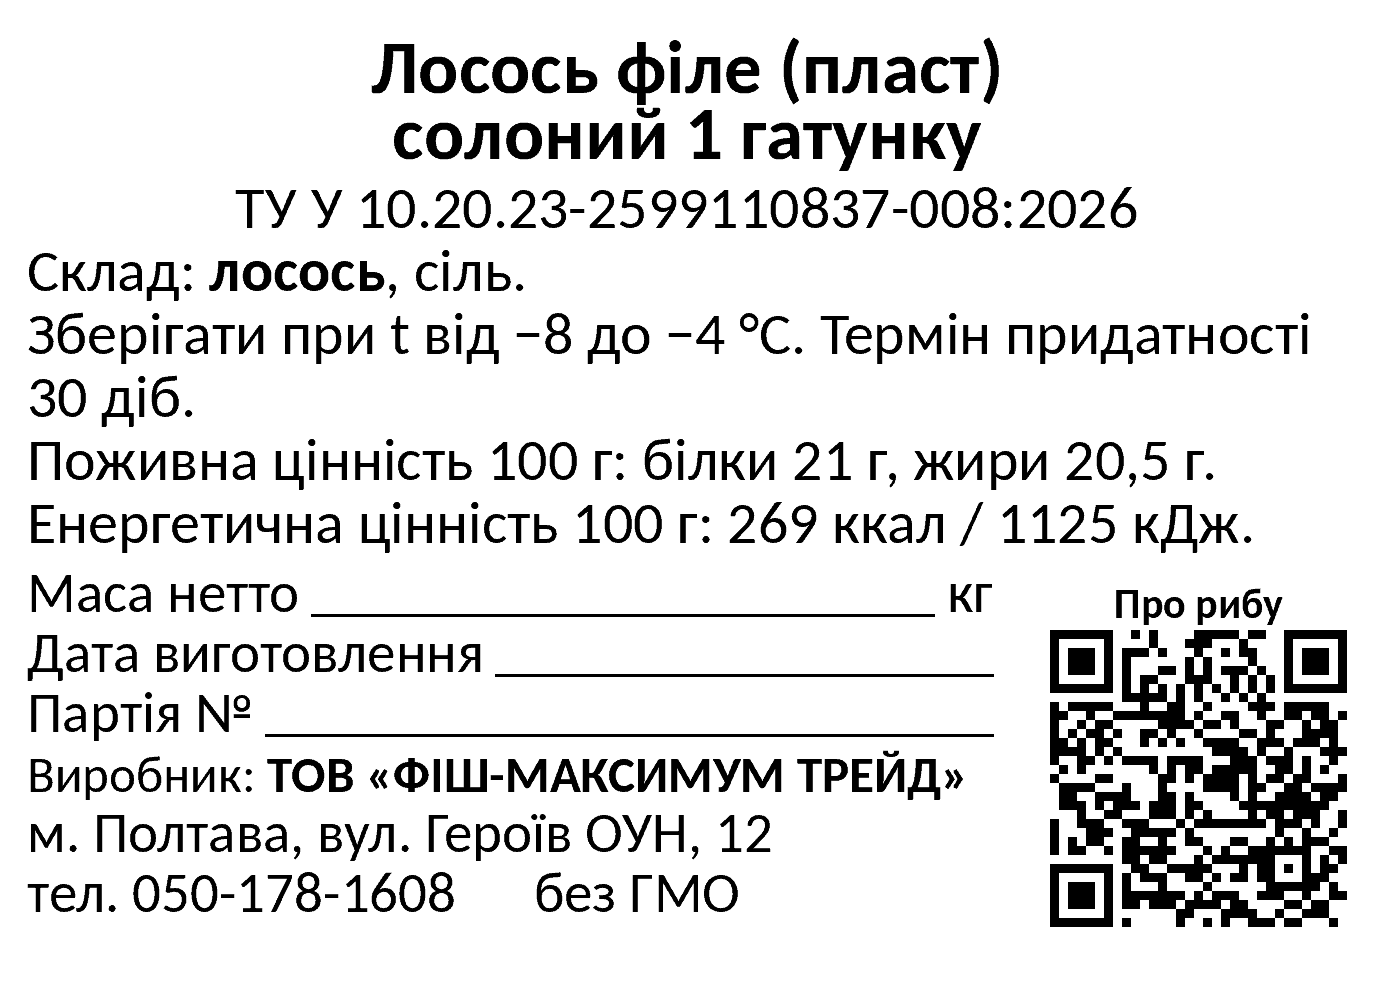 Лосось філе (пласт)
солоний 1 гатунку
ТУ У 10.20.23-2599110837-008:2026
Склад: лосось, сіль.
Зберігати при t від −8 до −4 °C. Термін придатності
30 діб.
Поживна цінність 100 г: білки 21 г, жири 20,5 г.
Енергетична цінність 100 г: 269 ккал / 1125 кДж.
Маса нетто ____________________ кг
Дата виготовлення ________________
Партія № ________________________
Про рибу
Виробник: ТОВ «ФІШ-МАКСИМУМ ТРЕЙД»
м. Полтава, вул. Героїв ОУН, 12
тел. 050-178-1608 без ГМО